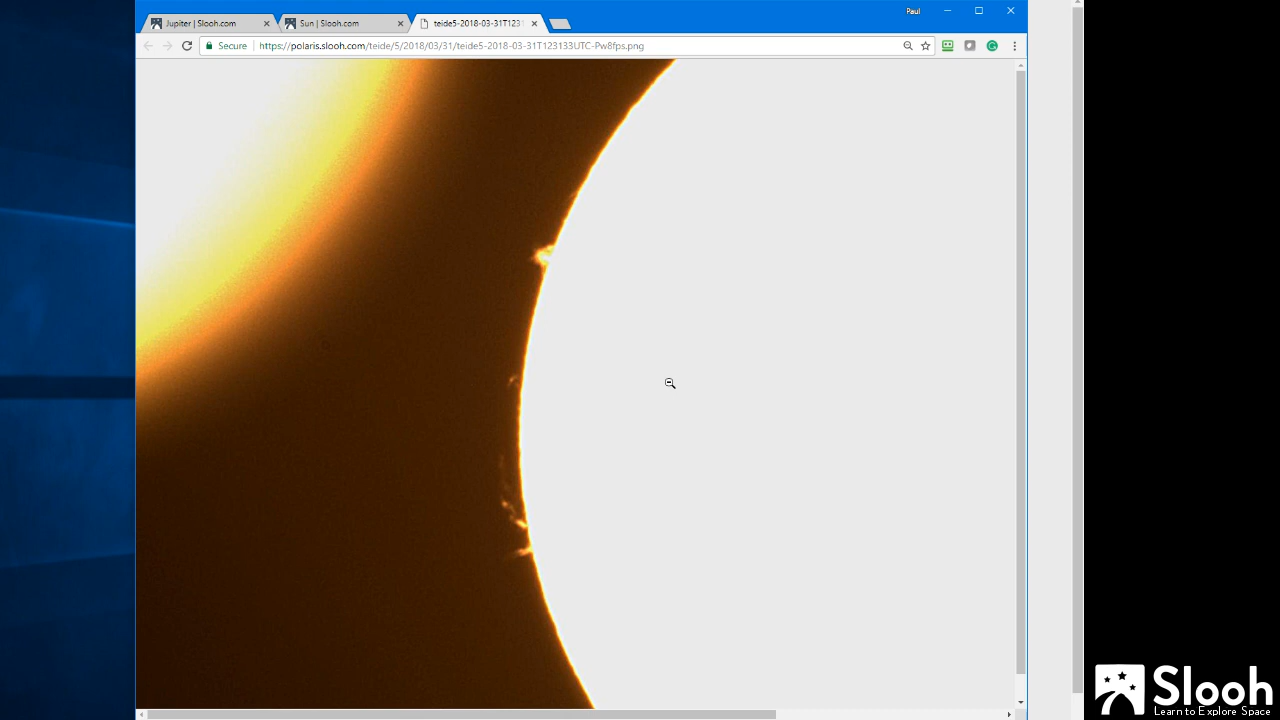 Paul
Jupiter | Slooh.com
Sun | Slooh.com
teide5-2018-03-31T1231
Secure
https://polaris.slooh.com/teide/5/2018/03/31/teide5-2018-03-31T123133UTC-Pw8fps.png
Slooh
Learn to Explore Space